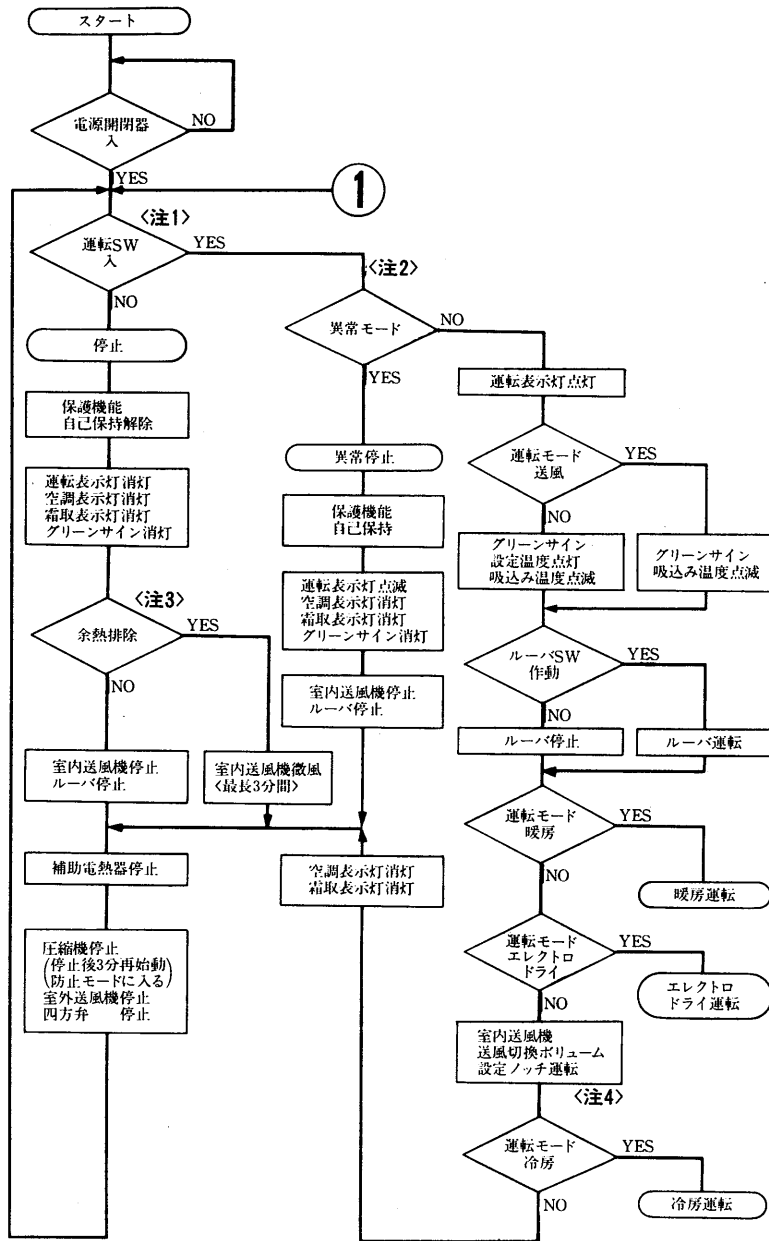 スタート
電源開閉器
入
NO
YES
1
<注1>
運転SW
入
YES
NO
停止
保護機能
自己保持解除
運転表示灯消灯
空調表示灯消灯
霜取表示灯消灯
グリーンサイン消灯
<注3>
余熱排除
YES
NO
室内送風機停止
ルーバ停止
室内送風機微風
<最長3分間>
補助電熱器停止
圧縮機停止
(停止後3分再始動)
(防止モードに入る)
室外送風機停止
四方弁 停止
<注2>
異常モード
NO
YES
異常停止
保護機能
自己保持
運転表示灯点滅
空調表示灯消灯
霜取表示灯消灯
グリーンサイン消灯
室内送風機停止
ルーバ停止
空調表示灯消灯
霜取表示灯消灯
運転表示灯点灯
運転モード
送風
YES
NO
グリーンサイン
設定温度点灯
吸込み温度点滅
グリーンサイン
吸込み温度点滅
ルーバSW
作動
YES
NO
ルーバ停止
ルーバ運転
運転モード
暖房
YES
NO
暖房運転
運転モード
エレクトロ
ドライ
YES
NO
エレクトロ
ドライ運転
室内送風機
送風切換ボリューム
設定ノッチ運転
<注4>
運転モード
冷房
YES
NO
冷房運転